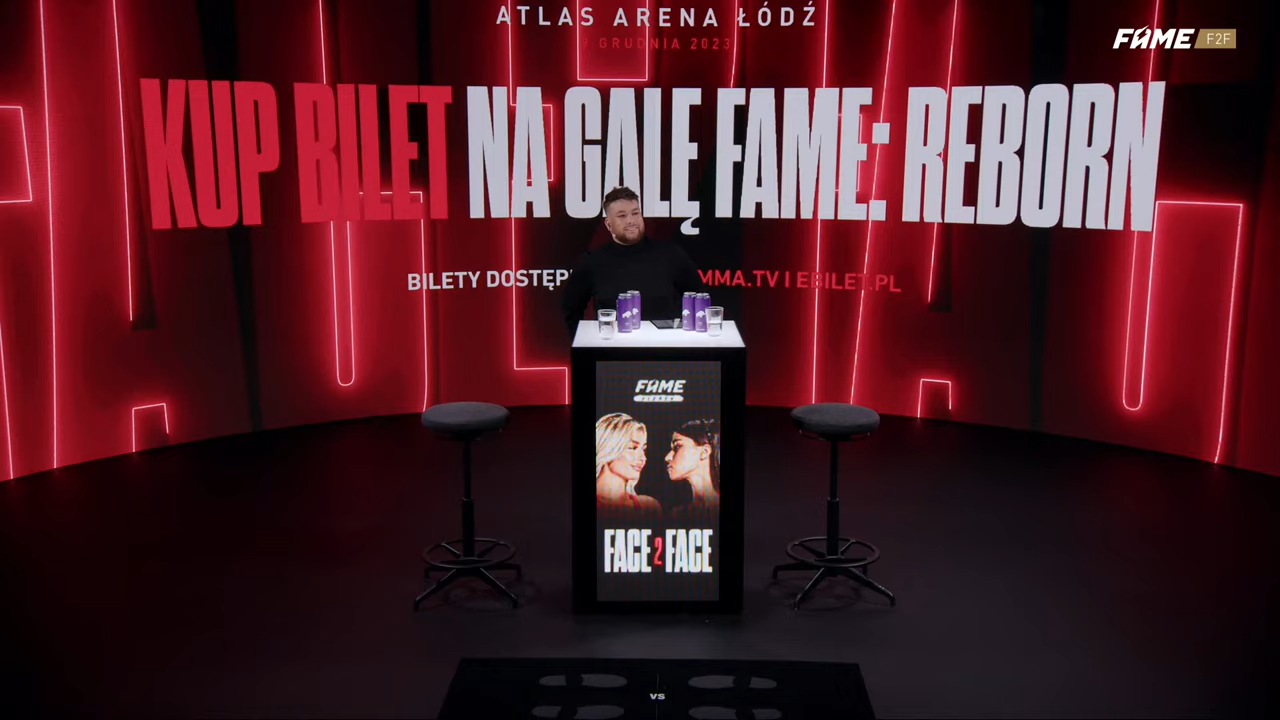 ATLAS ARENA ŁÓDŹ
7 GRUDNIA 2023
FAME F2F
KUP BILET NA GALĘ FAME: REBORN
BILETY DOSTĘP MMA.TV I EBILET.PL
FAME
FACE 2 FACE
VS